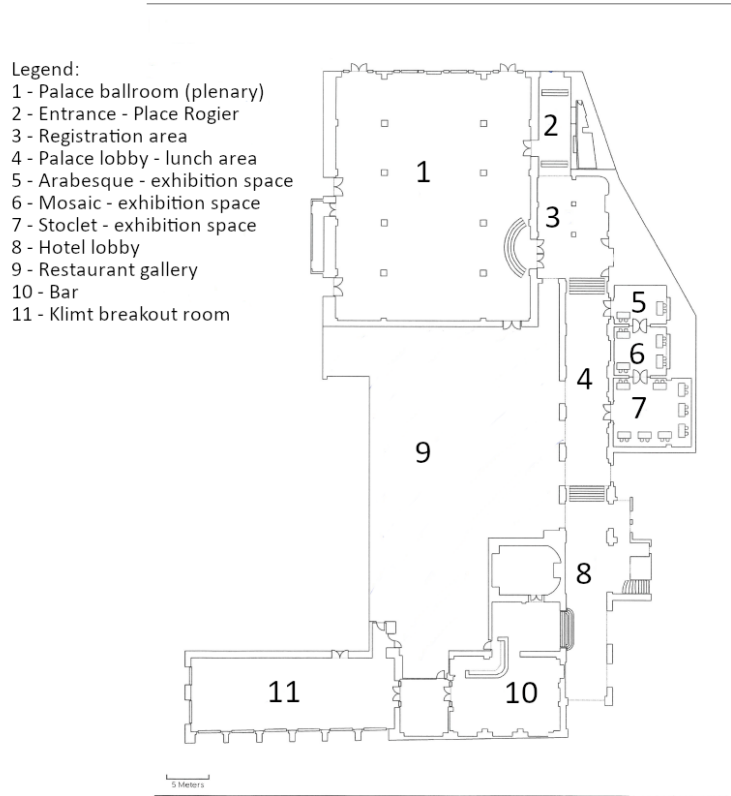 Legend:
1 - Palace ballroom (plenary)
2 - Entrance - Place Rogier
3 - Registration area
4 - Palace lobby - lunch area
5 - Arabesque - exhibition space
6 - Mosaic - exhibition space
7 - Stoclet - exhibition space
8 - Hotel lobby
9 - Restaurant gallery
10 - Bar
11 - Klimt breakout room
2
1
3
5
6
4
7
9
8
11
10
5 Meters